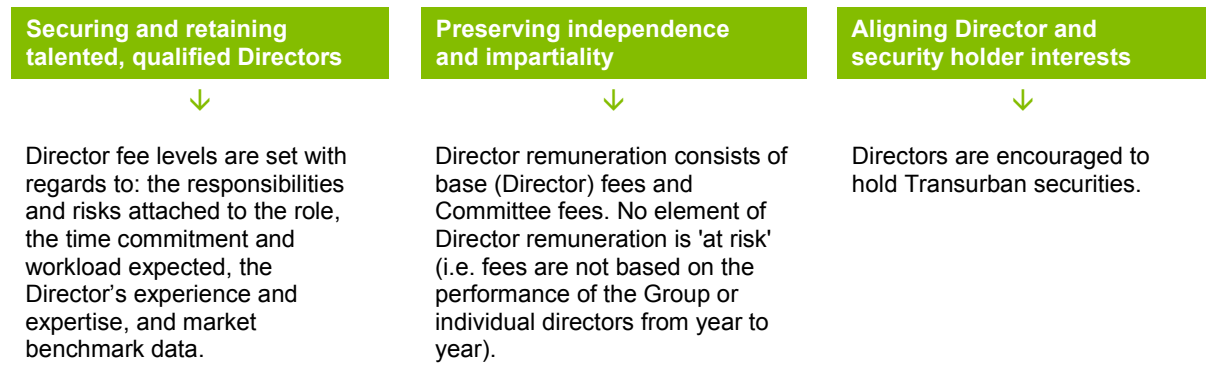 Securing and retaining
talented, qualified Directors
Director fee levels are set with
regards to: the responsibilities
and risks attached to the role,
the time commitment and
workload expected, the
Director’s experience and
expertise, and market
benchmark data.
Preserving independence
and impartiality
Director remuneration consists of
base (Director) fees and
Committee fees. No element of
Director remuneration is 'at risk'
(i.e. fees are not based on the
performance of the Group or
individual directors from year to
year).
Aligning Director and
security holder interests
Directors are encouraged to
hold Transurban securities.